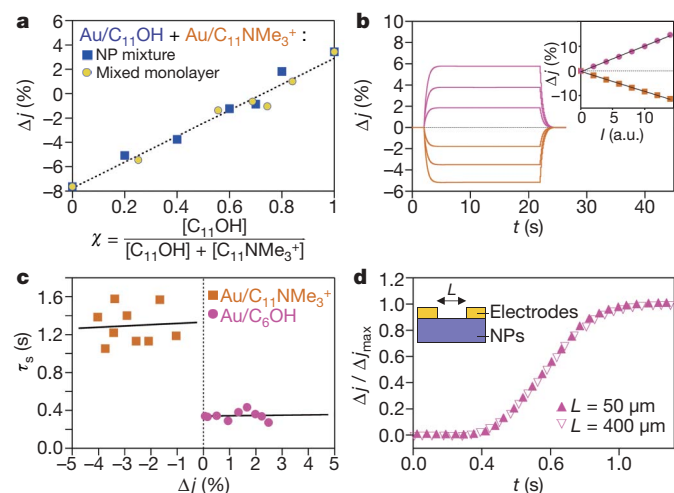 a
Au/C₁₁OH + Au/C₁₁NMe₃⁺ :
NP mixture
Mixed monolayer
Δj (%)
4
2
0
−2
−4
−6
−8
0 0.2 0.4 0.6 0.8 1
χ = [C₁₁OH] / [C₁₁OH] + [C₁₁NMe₃⁺]
b
Δj (%)
8
6
4
2
0
−2
−4
−6
0 10 20 30 40
t (s)
Δj (%)
10
0
−10
0 5 10
I (a.u.)
c
Au/C₁₁NMe₃⁺
Au/C₆OH
τs (s)
1.6
1.2
0.8
0.4
0
−5 −4 −3 −2 −1 0 1 2 3 4 5
Δj (%)
d
L
Electrodes
NPs
Δj / Δjmax
1.2
1.0
0.8
0.6
0.4
0.2
0.0
0 0.4 0.8 1.2
t (s)
L = 50 µm
L = 400 µm